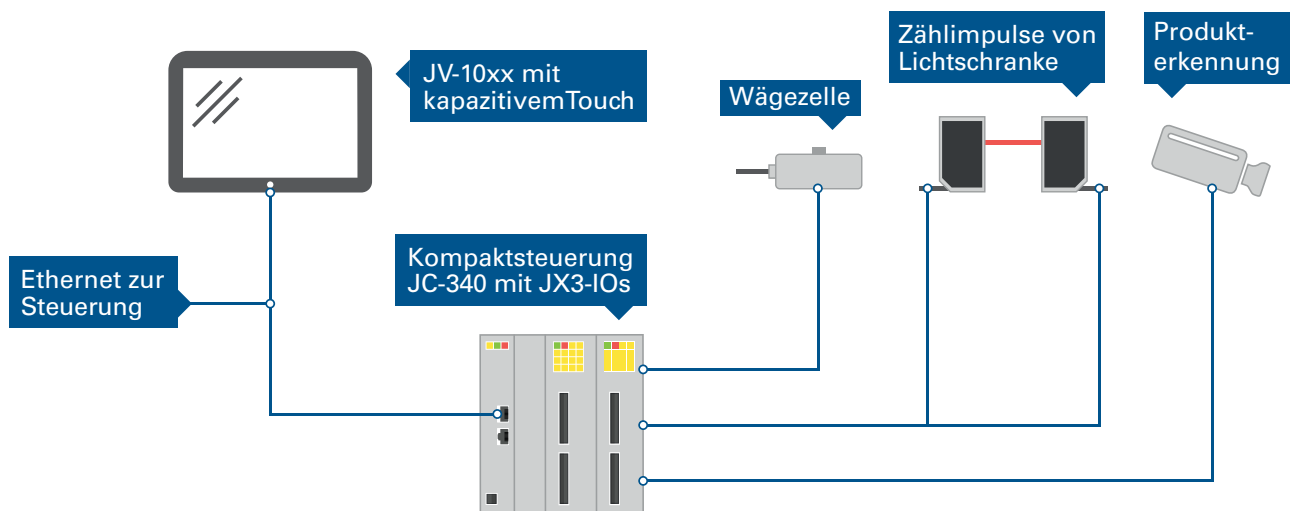 JV-10xx mit
kapazitivemTouch
Wägezelle
Zählimpulse von
Lichtschranke
Produkt-
erkennung
Ethernet zur
Steuerung
Kompaktsteuerung
JC-340 mit JX3-IOs